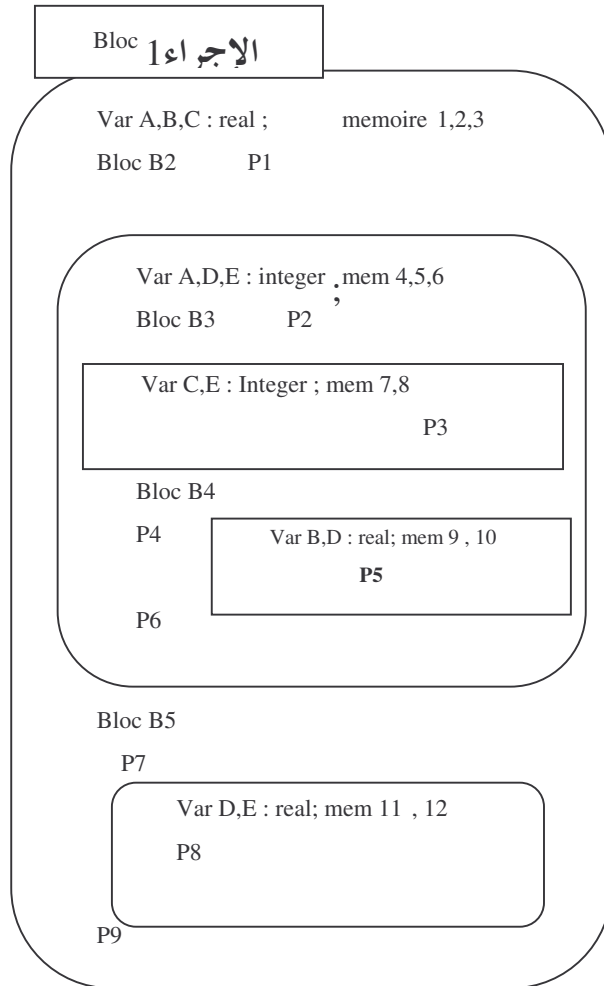 Bloc الإجراء1
Var A,B,C : real ; memoire 1,2,3
Bloc B2 P1
Var A,D,E : integer ; mem 4,5,6
Bloc B3 P2
Var C,E : Integer ; mem 7,8
P3
Bloc B4
P4 Var B,D : real; mem 9 , 10
P5
P6
Bloc B5
P7
Var D,E : real; mem 11 , 12
P8
P9